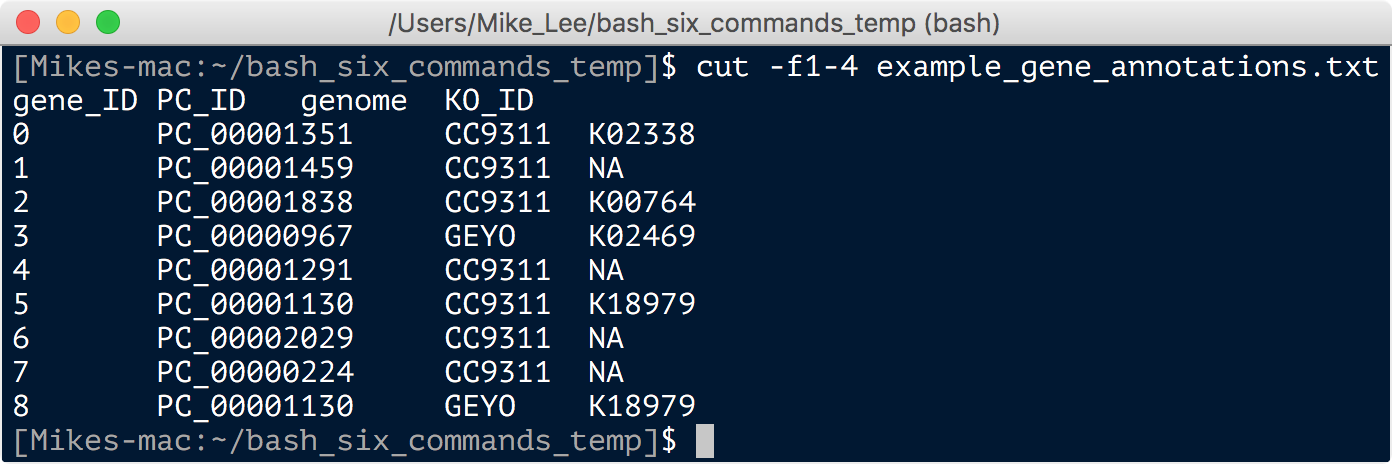 /Users/Mike_Lee/bash_six_commands_temp (bash)
[Mikes-mac:~/bash_six_commands_temp]$ cut -f1-4 example_gene_annotations.txt
gene_ID PC_ID   genome  KO_ID
0       PC_00001351     CC9311  K02338
1       PC_00001459     CC9311  NA
2       PC_00001838     CC9311  K00764
3       PC_00000967     GEYO    K02469
4       PC_00001291     CC9311  NA
5       PC_00001130     CC9311  K18979
6       PC_00002029     CC9311  NA
7       PC_00000224     CC9311  NA
8       PC_00001130     GEYO    K18979
[Mikes-mac:~/bash_six_commands_temp]$